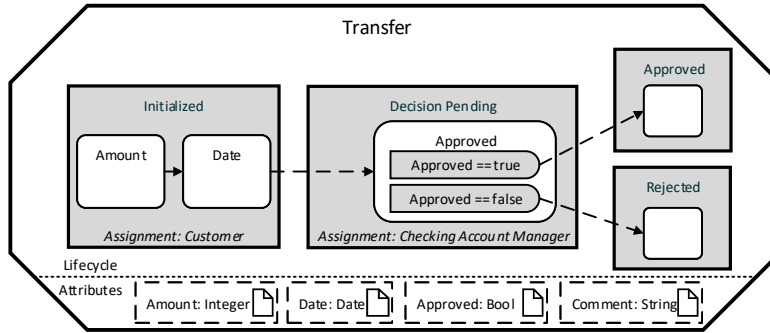 Transfer
Initialized
Amount
Date
Assignment: Customer
Decision Pending
Approved
Approved == true
Approved == false
Assignment: Checking Account Manager
Approved
Rejected
Lifecycle
Attributes
Amount: Integer
Date: Date
Approved: Bool
Comment: String